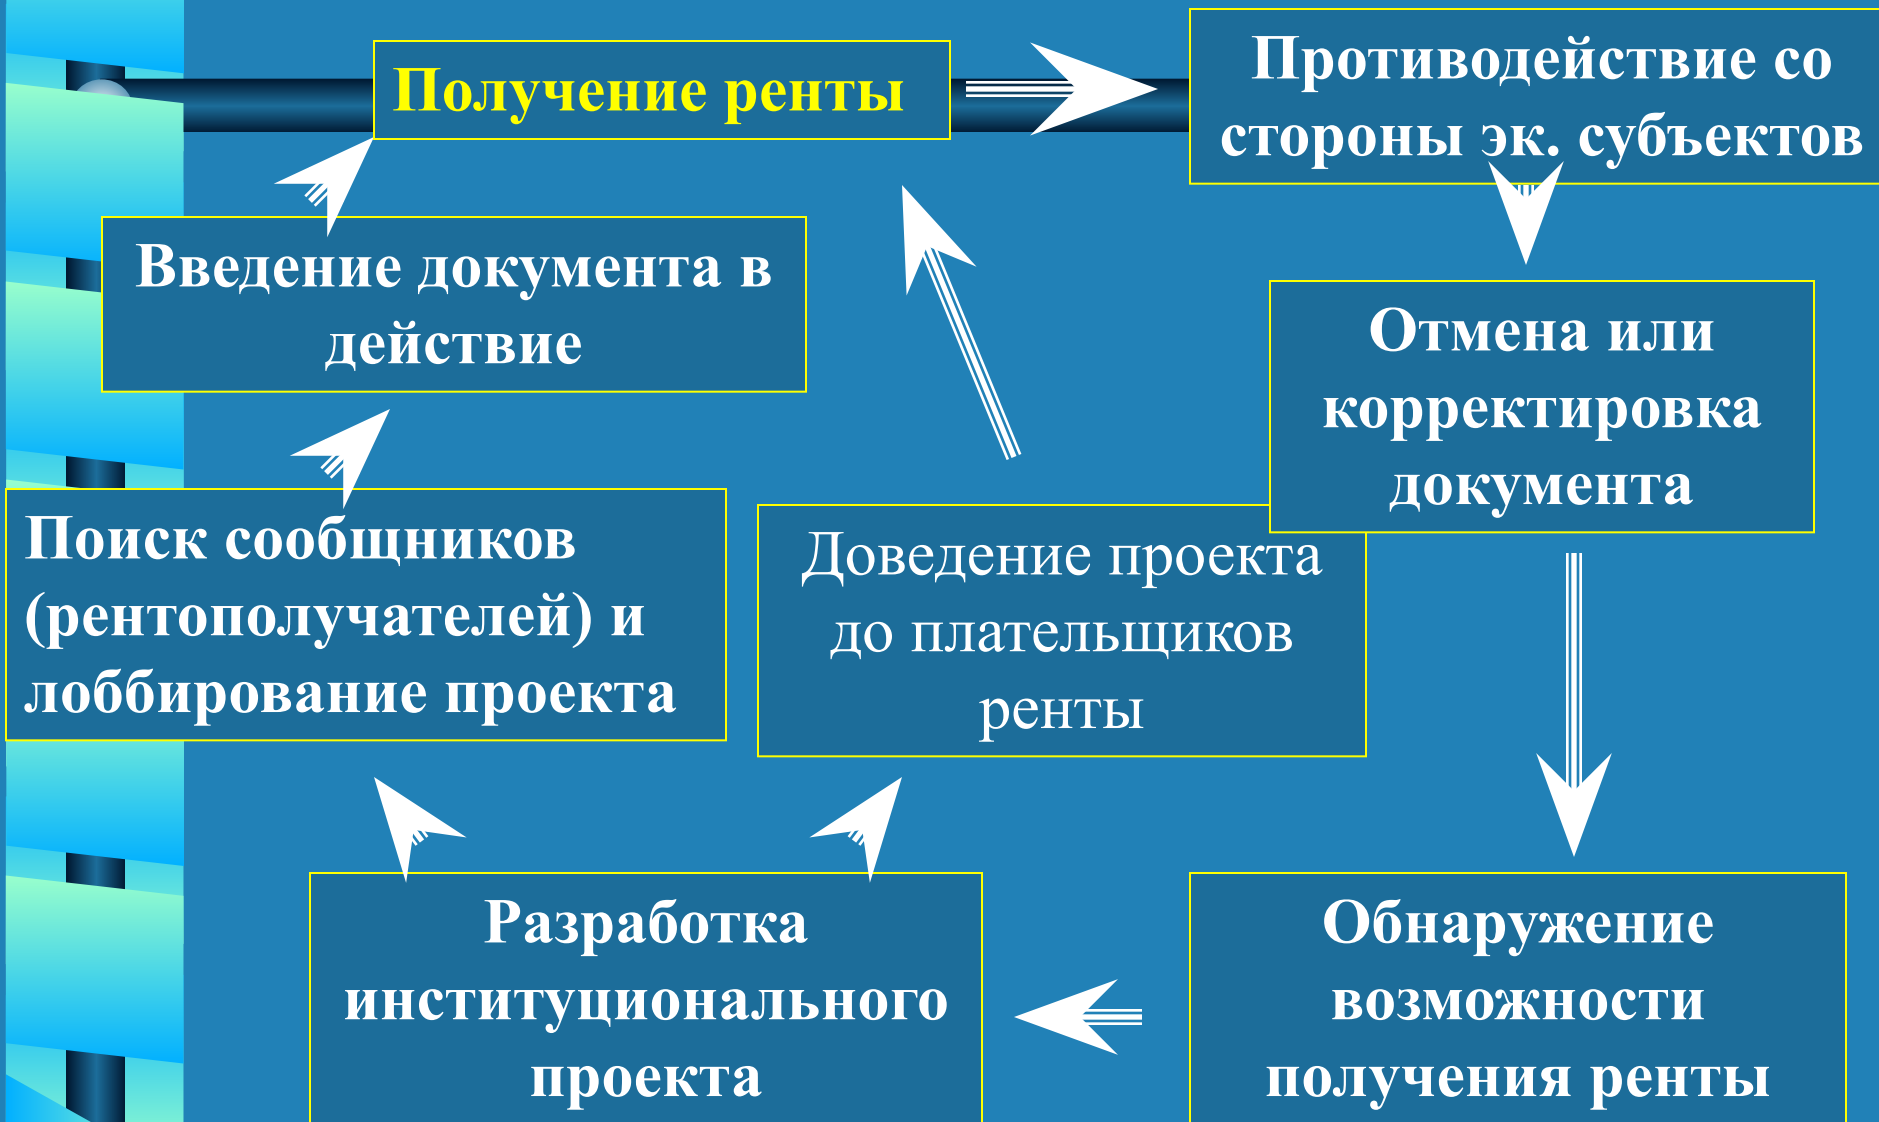 Получение ренты
Противодействие со
стороны эк. субъектов
Введение документа в
действие
Отмена или
корректировка
документа
Поиск сообщников
(рентополучателей) и
лоббирование проекта
Доведение проекта
до плательщиков
ренты
Разработка
институционального
проекта
Обнаружение
возможности
получения ренты